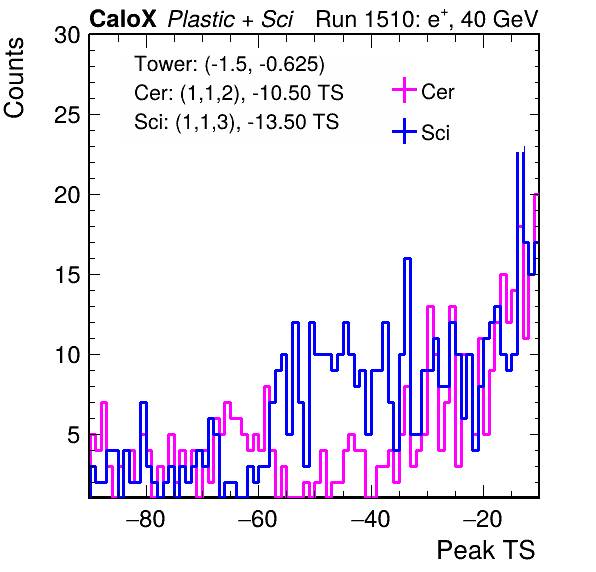 CaloX Plastic + Sci Run 1510: e⁺, 40 GeV
Counts
30
Tower: (-1.5, -0.625)
Cer: (1,1,2), -10.50 TS
Sci: (1,1,3), -13.50 TS
Cer
Sci
25
20
15
10
5
−80 −60 −40 −20
Peak TS